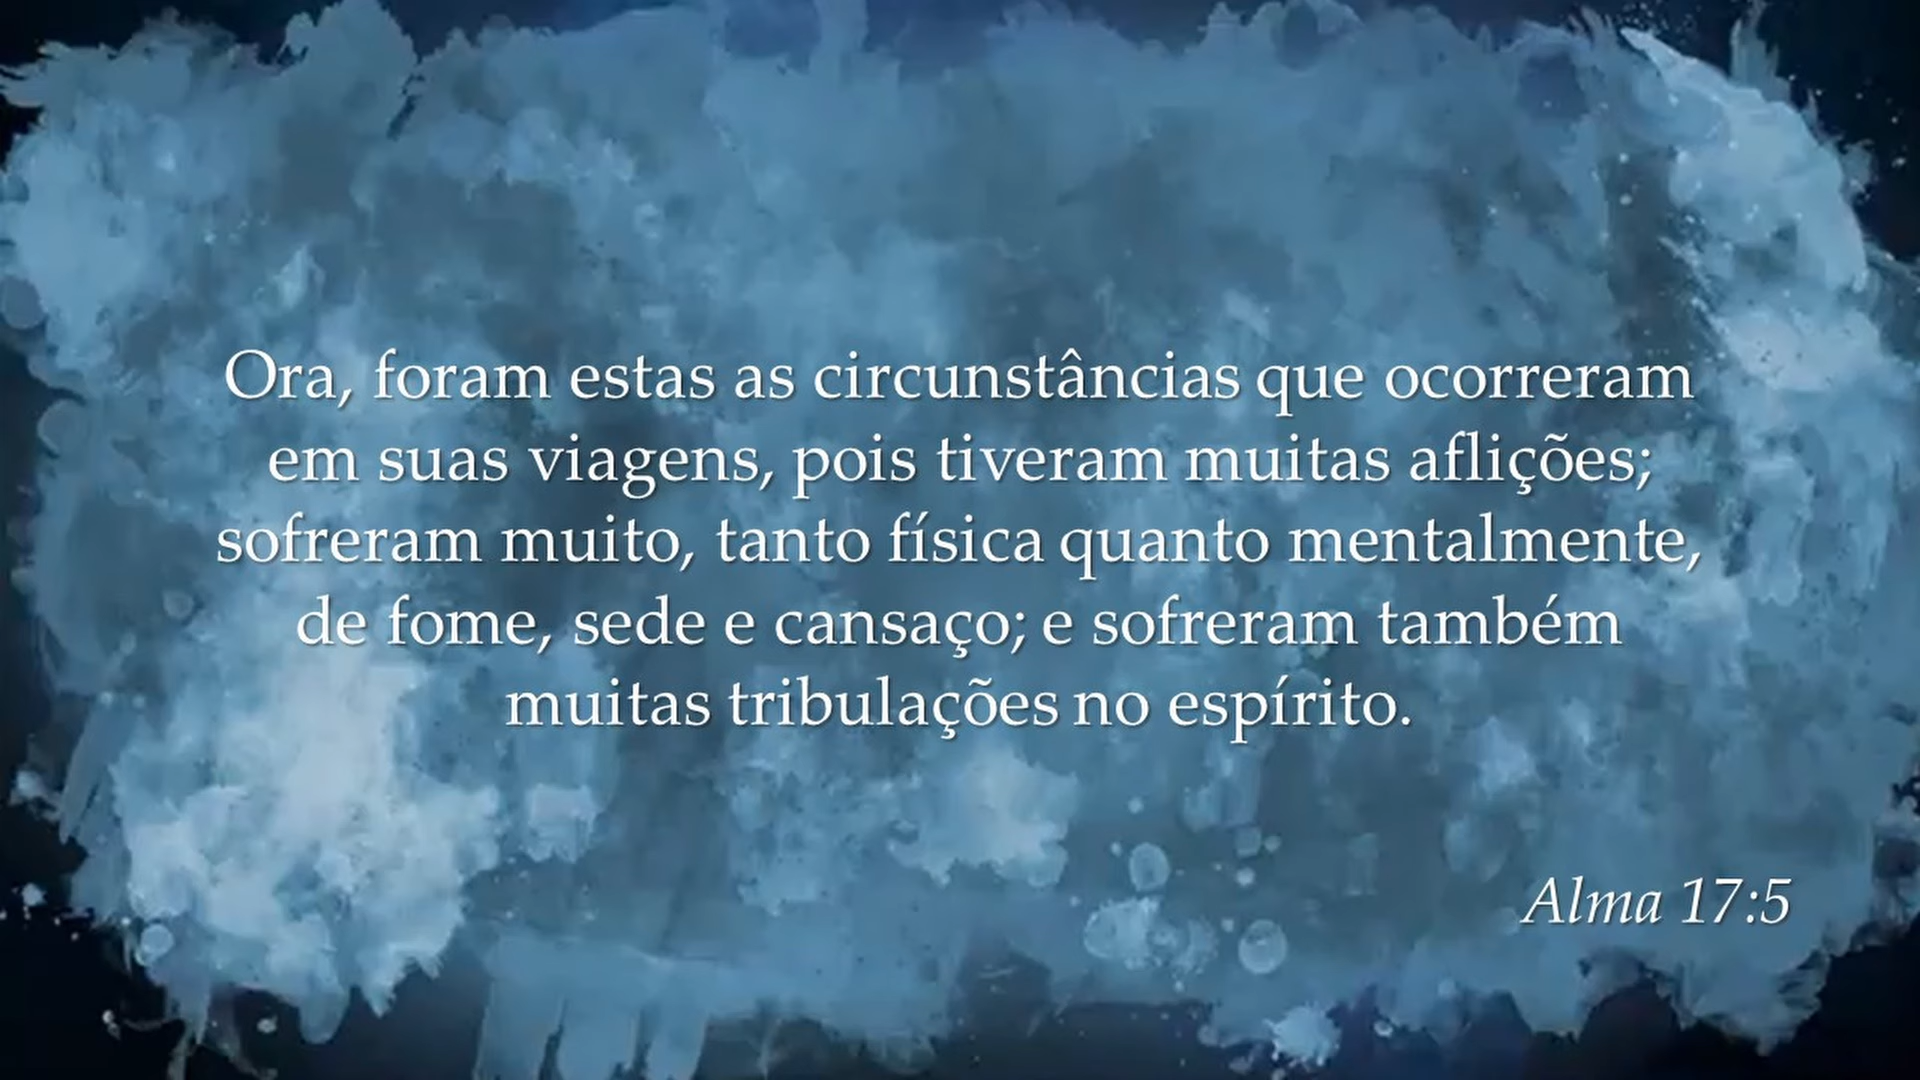 Ora, foram estas as circunstâncias que ocorreram
em suas viagens, pois tiveram muitas aflições;
sofreram muito, tanto física quanto mentalmente,
de fome, sede e cansaço; e sofreram também
muitas tribulações no espírito.
Alma 17:5